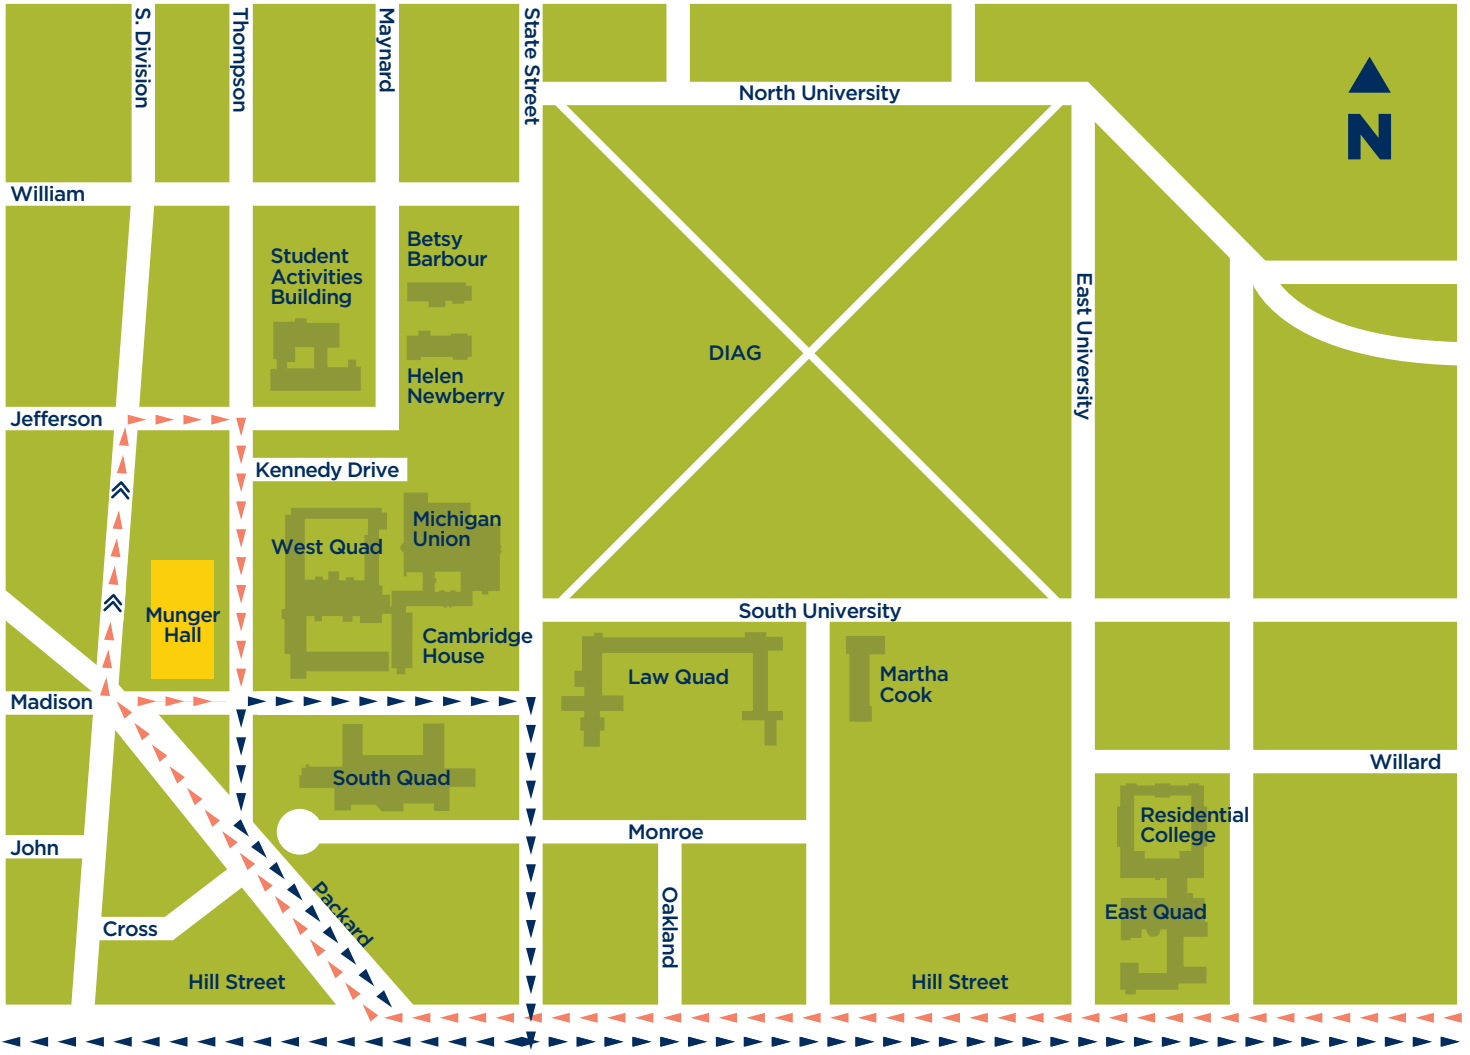 S. Division
Thompson
Maynard
State Street
North University
N
William
Betsy
Barbour
Student
Activities
Building
East University
DIAG
Helen
Newberry
Jefferson
Kennedy Drive
Michigan
Union
West Quad
Munger
Hall
South University
Cambridge
House
Law Quad
Martha
Cook
Madison
South Quad
Willard
Residential
College
Monroe
John
Packard
Oakland
East Quad
Cross
Hill Street
Hill Street